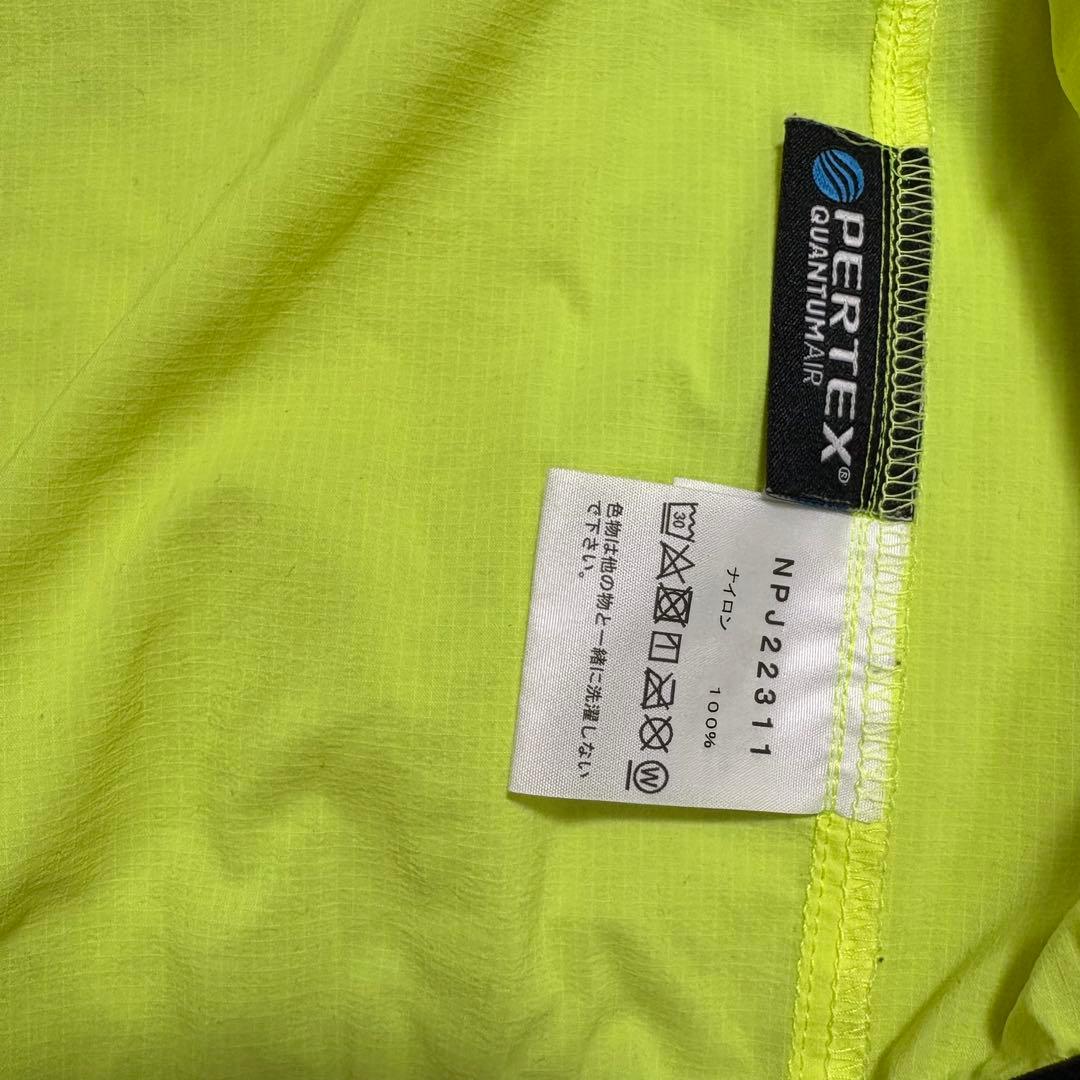 PERTEX®
QUANTUMAIR
NPJ22311
ナイロン 100%
30
W
色物は他の物と一緒に洗濯しない
で下さい。